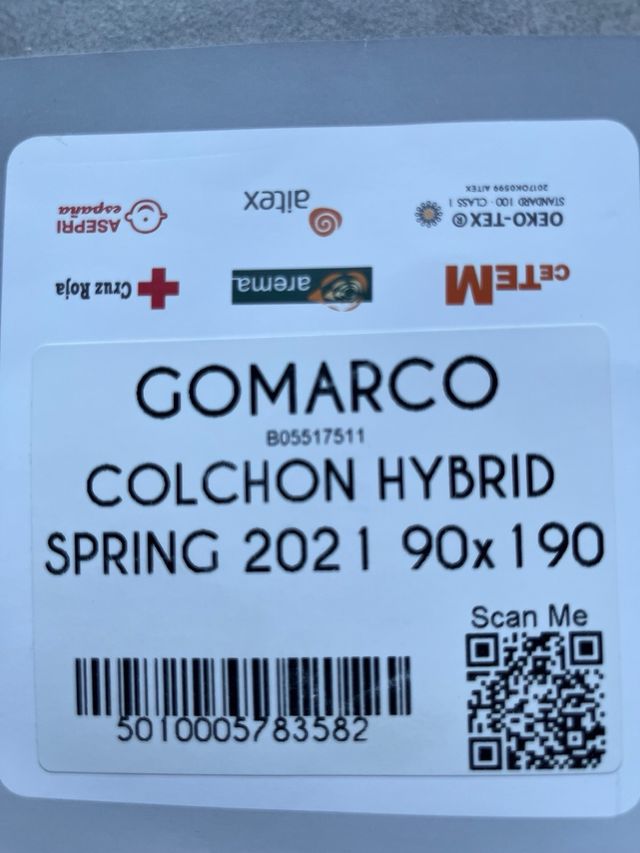 ASEPRI
españa
aitex
OEKO-TEX®
STANDARD 100 · CLASS I
2017OK0599 AITEX
Cruz Roja
arema
CETEM
GOMARCO
B05517511
COLCHON HYBRID
SPRING 2021 90x190
Scan Me
5010005783582